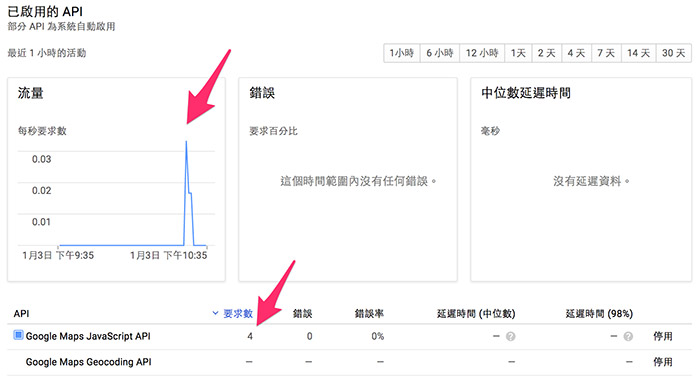 已啟用的 API
部分 API 為系統自動啟用
最近 1 小時的活動
1小時 6 小時 12 小時 1天 2 天 4 天 7 天 14 天 30 天
流量
每秒要求數
0.03
0.02
0.01
1月3日 下午9:35 1月3日 下午10:35
錯誤
要求百分比
這個時間範圍內沒有任何錯誤。
中位數延遲時間
毫秒
沒有延遲資料。
API 要求數 錯誤 錯誤率 延遲時間 (中位數) 延遲時間 (98%)
Google Maps JavaScript API 4 0 0% – ? – ? 停用
Google Maps Geocoding API – – – – – 停用